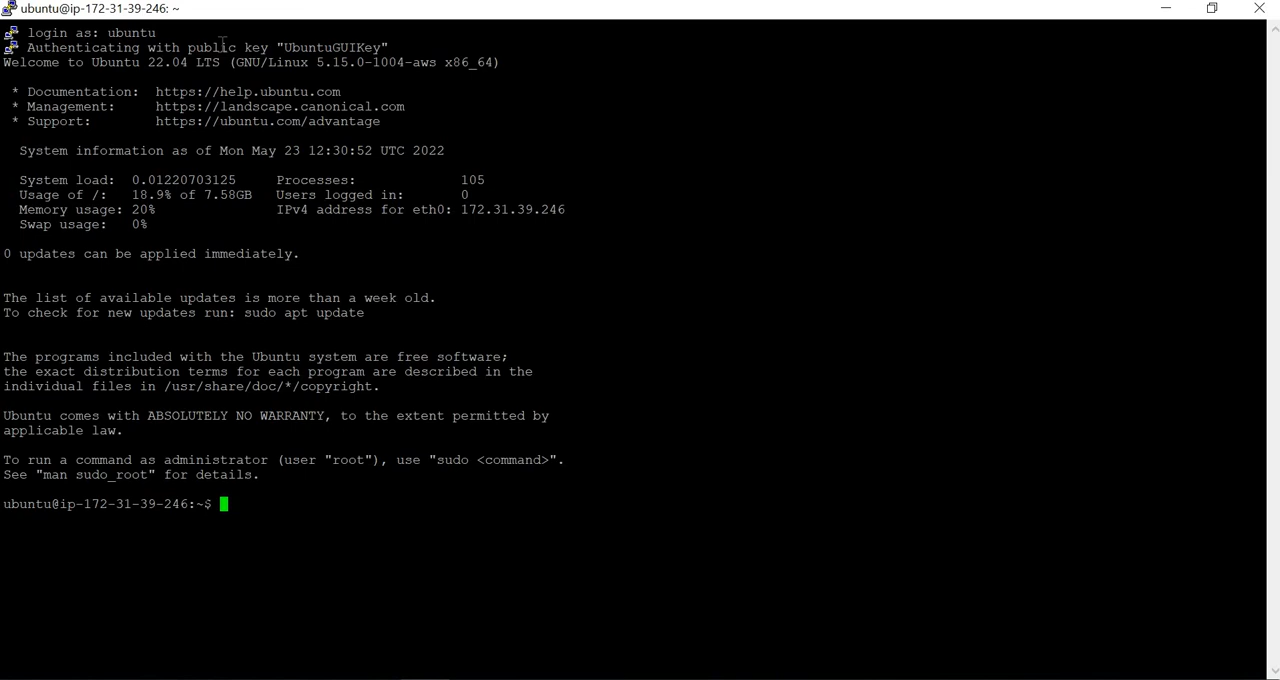 ubuntu@ip-172-31-39-246: ~
login as: ubuntu
Authenticating with public key "UbuntuGUIKey"
Welcome to Ubuntu 22.04 LTS (GNU/Linux 5.15.0-1004-aws x86_64)
* Documentation:  https://help.ubuntu.com
* Management:     https://landscape.canonical.com
* Support:        https://ubuntu.com/advantage
System information as of Mon May 23 12:30:52 UTC 2022
System load:  0.01220703125     Processes:             105
Usage of /:   18.9% of 7.58GB   Users logged in:       0
Memory usage: 20%               IPv4 address for eth0: 172.31.39.246
Swap usage:   0%
0 updates can be applied immediately.
The list of available updates is more than a week old.
To check for new updates run: sudo apt update
The programs included with the Ubuntu system are free software;
the exact distribution terms for each program are described in the
individual files in /usr/share/doc/*/copyright.
Ubuntu comes with ABSOLUTELY NO WARRANTY, to the extent permitted by
applicable law.
To run a command as administrator (user "root"), use "sudo <command>".
See "man sudo_root" for details.
ubuntu@ip-172-31-39-246:~$